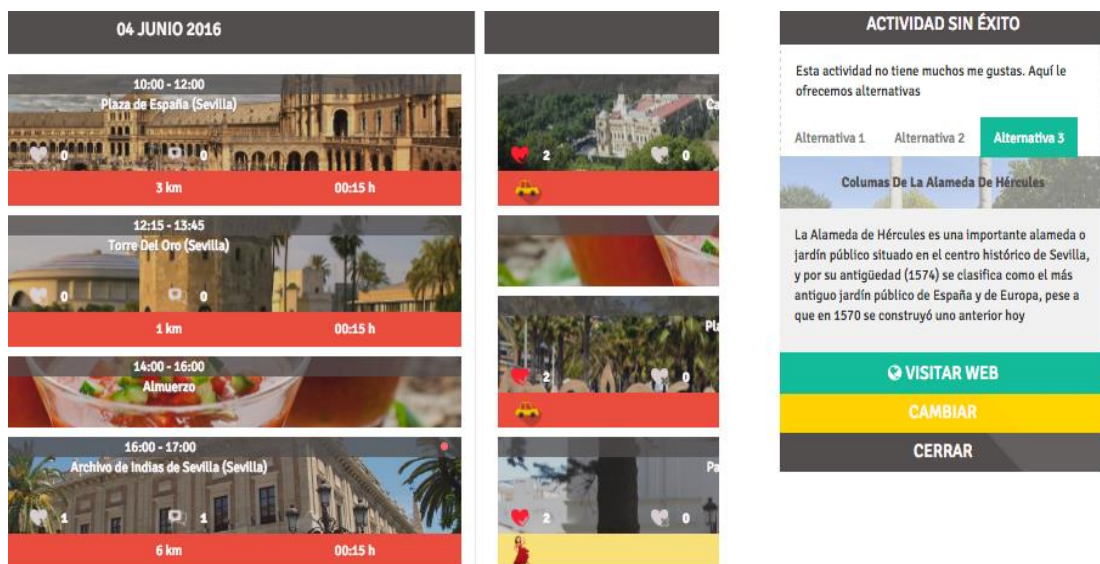 04 JUNIO 2016
10:00 - 12:00
Plaza de España (Sevilla)
0 0
3 km 00:15 h
12:15 - 13:45
Torre Del Oro (Sevilla)
0 0
1 km 00:15 h
14:00 - 16:00
Almuerzo
16:00 - 17:00
Archivo de Indias de Sevilla (Sevilla)
1 1
6 km 00:15 h
Ca
2 0
Pla
2 0
Pa
2 0
ACTIVIDAD SIN ÉXITO
Esta actividad no tiene muchos me gustas. Aquí le
ofrecemos alternativas
Alternativa 1 Alternativa 2 Alternativa 3
Columas De La Alameda De Hércules
La Alameda de Hércules es una importante alameda o
jardín público situado en el centro histórico de Sevilla,
y por su antigüedad (1574) se clasifica como el más
antiguo jardín público de España y de Europa, pese a
que en 1570 se construyó uno anterior hoy
VISITAR WEB
CAMBIAR
CERRAR